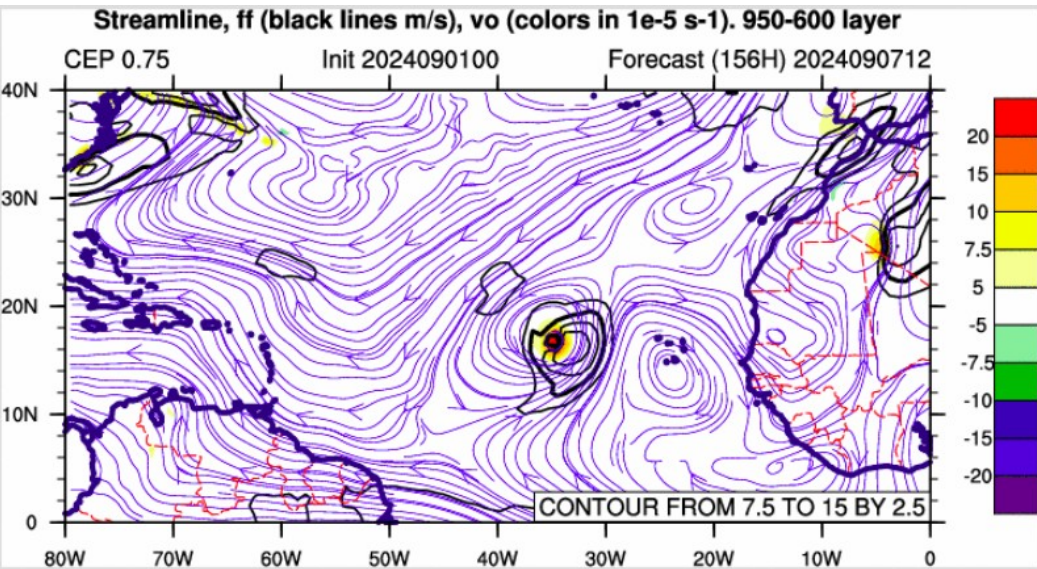 Streamline, ff (black lines m/s), vo (colors in 1e-5 s-1). 950-600 layer
CEP 0.75 Init 2024090100 Forecast (156H) 2024090712
40N
30N
20N
10N
0
20
15
10
7.5
5
-5
-7.5
-10
-15
-20
CONTOUR FROM 7.5 TO 15 BY 2.5
80W 70W 60W 50W 40W 30W 20W 10W 0